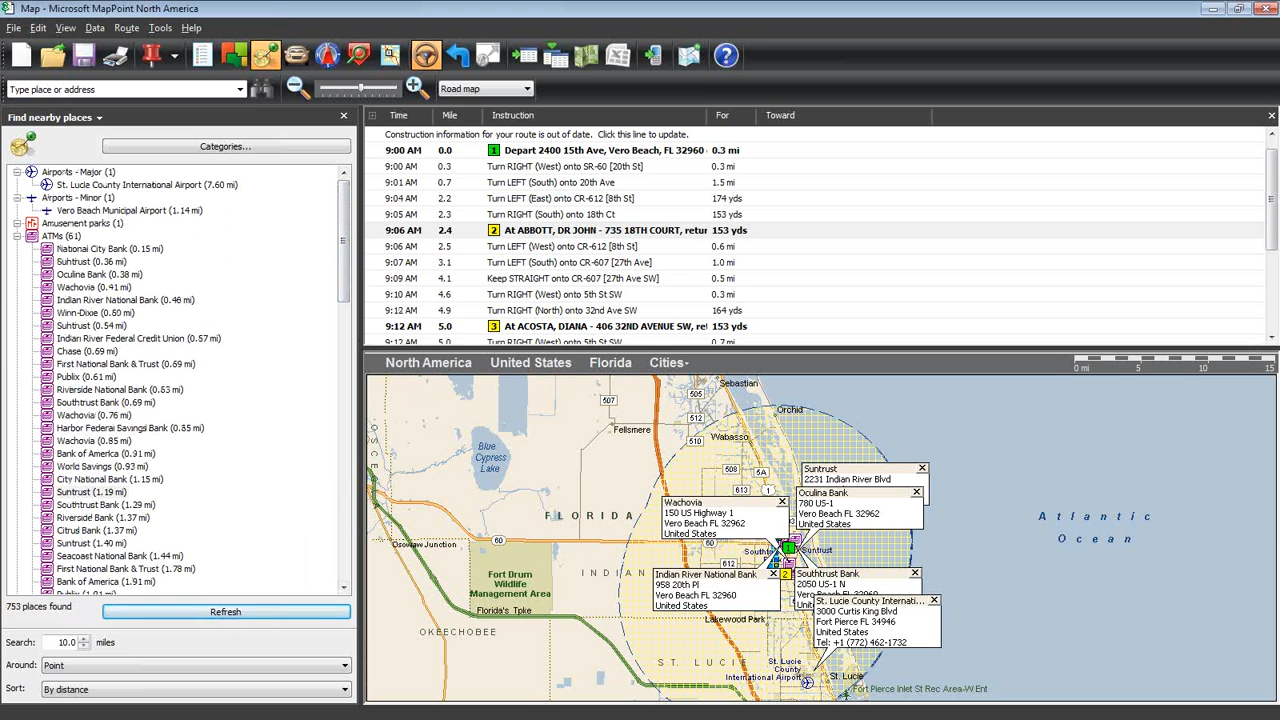 Map - Microsoft MapPoint North America
File Edit View Data Route Tools Help
Type place or address
Road map
Find nearby places
Categories...
Airports - Major (1)
St. Lucie County International Airport (7.60 mi)
Airports - Minor (1)
Vero Beach Municipal Airport (1.14 mi)
Amusement parks (1)
ATMs (61)
National City Bank (0.15 mi)
Suntrust (0.36 mi)
Oculina Bank (0.38 mi)
Wachovia (0.41 mi)
Indian River National Bank (0.46 mi)
Winn-Dixie (0.50 mi)
Suntrust (0.54 mi)
Indian River Federal Credit Union (0.57 mi)
Chase (0.69 mi)
First National Bank & Trust (0.69 mi)
Publix (0.61 mi)
Riverside National Bank (0.63 mi)
Southtrust Bank (0.69 mi)
Wachovia (0.76 mi)
Harbor Federal Savings Bank (0.85 mi)
Wachovia (0.85 mi)
Bank of America (0.91 mi)
World Savings (0.93 mi)
City National Bank (1.15 mi)
Suntrust (1.19 mi)
Southtrust Bank (1.29 mi)
Riverside Bank (1.37 mi)
Citrus Bank (1.37 mi)
Suntrust (1.40 mi)
Seacoast National Bank (1.44 mi)
First National Bank & Trust (1.78 mi)
Bank of America (1.91 mi)
753 places found
Refresh
Search: 10.0 miles
Around: Point
Sort: By distance
Time Mile Instruction For Toward
Construction information for your route is out of date. Click this line to update.
9:00 AM 0.0 1 Depart 2400 15th Ave, Vero Beach, FL 32960 0.3 mi
9:00 AM 0.3 Turn RIGHT (West) onto SR-60 [20th St]
9:01 AM 0.7 Turn LEFT (South) onto 20th Ave 1.5 mi
9:04 AM 2.2 Turn LEFT (East) onto CR-612 [8th St] 174 yds
9:05 AM 2.3 Turn RIGHT (South) onto 18th Ct 153 yds
9:06 AM 2.4 2 At ABBOTT, DR JOHN - 735 18TH COURT, retur 153 yds
9:06 AM 2.5 Turn LEFT (West) onto CR-612 [8th St] 0.6 mi
9:07 AM 3.1 Turn LEFT (South) onto CR-607 [27th Ave] 1.0 mi
9:09 AM 4.1 Keep STRAIGHT onto CR-607 [27th Ave SW] 0.5 mi
9:10 AM 4.6 Turn RIGHT (West) onto 5th St SW 0.3 mi
9:12 AM 4.9 Turn RIGHT (North) onto 32nd Ave SW 164 yds
9:12 AM 5.0 3 At ACOSTA, DIANA - 406 32ND AVENUE SW, re 153 yds
North America United States Florida Cities
0 mi 5 10 15
Sebastian
505
507
Orchid
512
Fellsmere
Wabasso
510
OSCE
Blue
Cypress
Lake
508
5A
613
1
Suntrust
2231 Indian River Blvd
Oculina Bank
780 US-1
Vero Beach FL 32962
United States
Wachovia
150 US Highway 1
Vero Beach FL 32962
United States
FLORIDA
Atlantic
Ocean
60
60
Osowaw Junction
Suntrust
1
612
INDIAN
Fort Drum
Wildlife
Management Area
Indian River National Bank
958 20th Pl
Vero Beach FL 32960
United States
2
Southtrust Bank
2050 US-1 N
Vero Beach FL 32960
St. Lucie County Internati...
3000 Curtis King Blvd
Fort Pierce FL 34946
United States
Tel: +1 (772) 462-1732
Florida's Tpke
Lakewood Park
OKEECHOBEE
ST. LUCIE
St. Lucie
County
International Airport
St. Lucie
Fort Pierce Inlet St Rec Area-W Ent